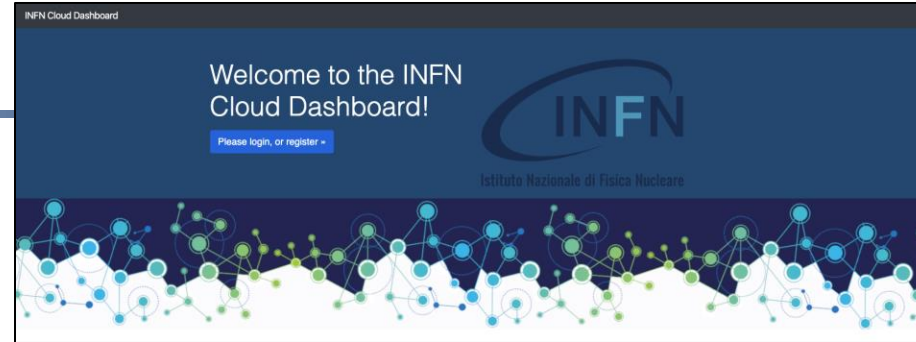 INFN Cloud Dashboard
Welcome to the INFN
Cloud Dashboard!
Please login, or register »
INFN
Istituto Nazionale di Fisica Nucleare